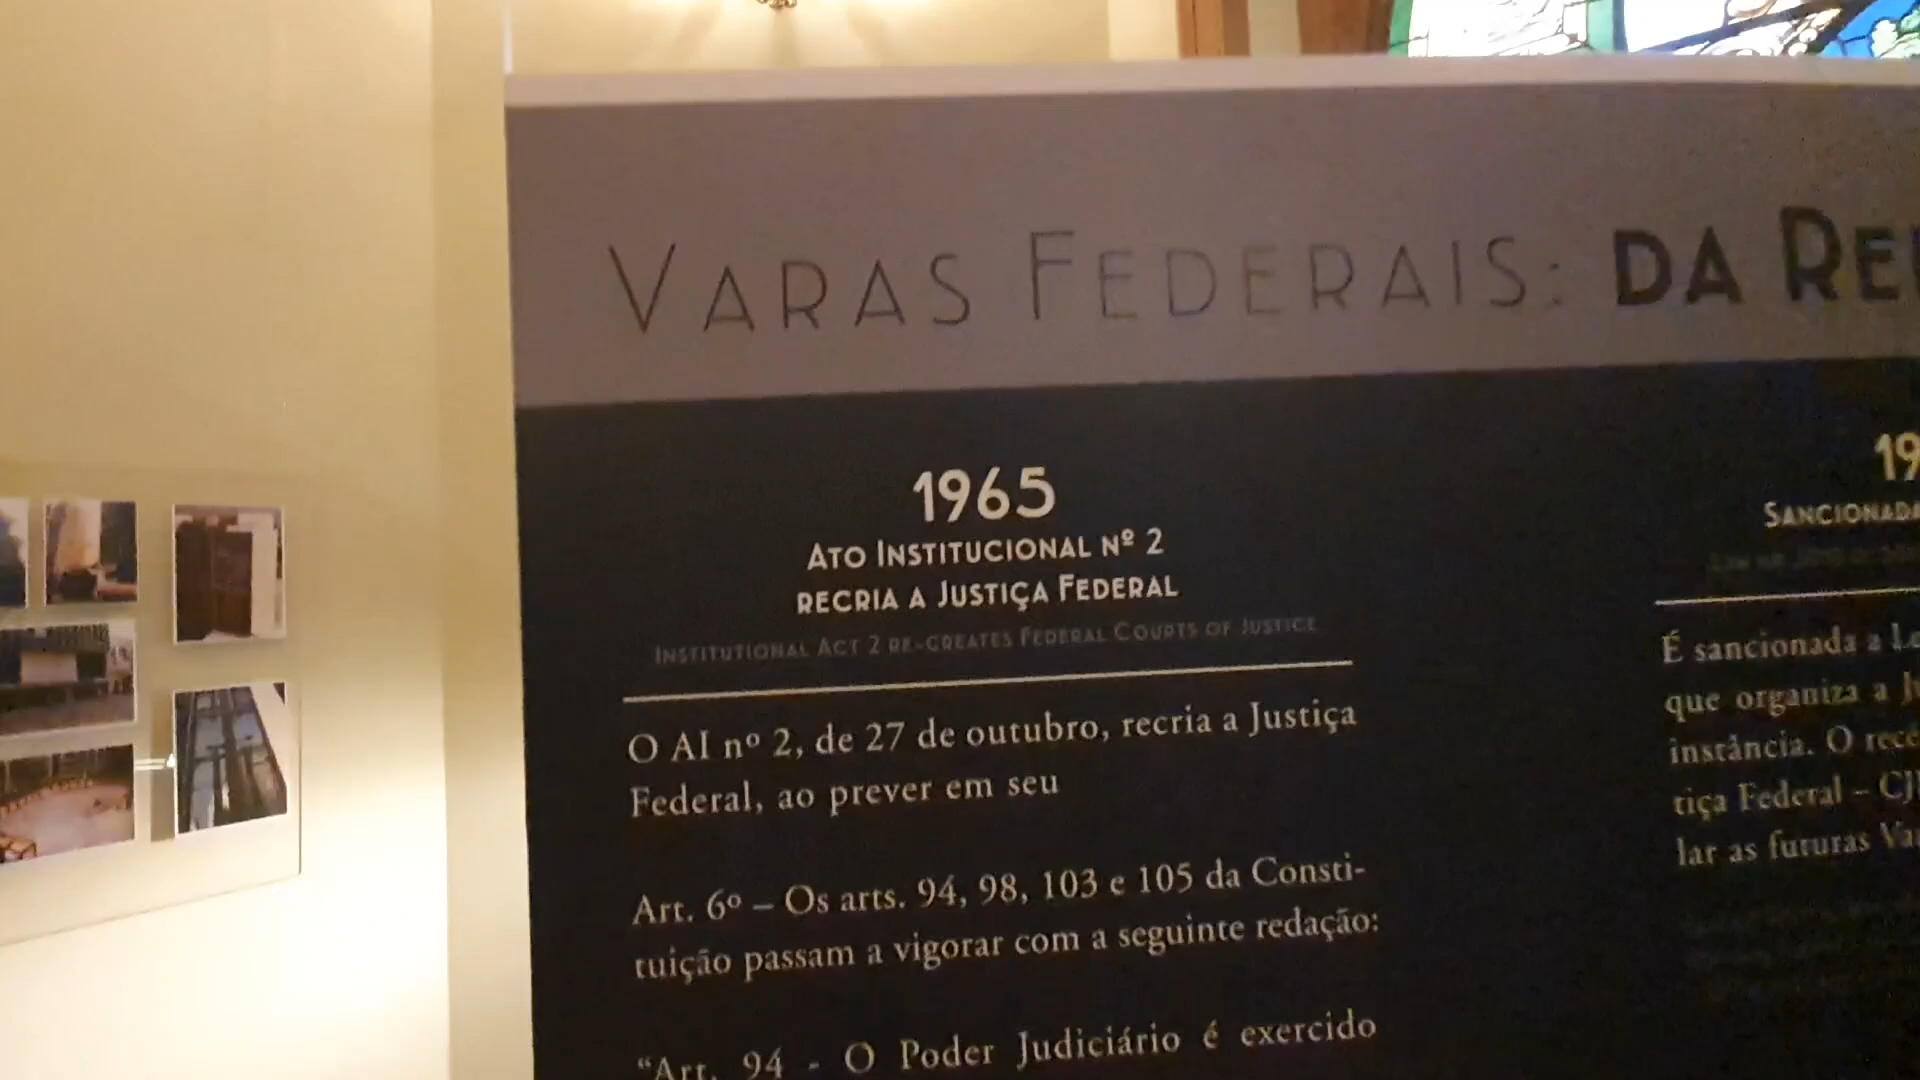 VARAS FEDERAIS: DA
1965
ATO INSTITUCIONAL Nº 2
RECRIA A JUSTIÇA FEDERAL
INSTITUTIONAL ACT 2 RE-CREATES FEDERAL COURTS OF JUSTICE
O AI nº 2, de 27 de outubro, recria a Justiça
Federal, ao prever em seu
Art. 6º – Os arts. 94, 98, 103 e 105 da Consti-
tuição passam a vigorar com a seguinte redação:
“Art. 94 - O Poder Judiciário é exercido
19
SANCIONADA
É sancionada a
que organiza a
instância. O
tiça Federal –
lar as futuras